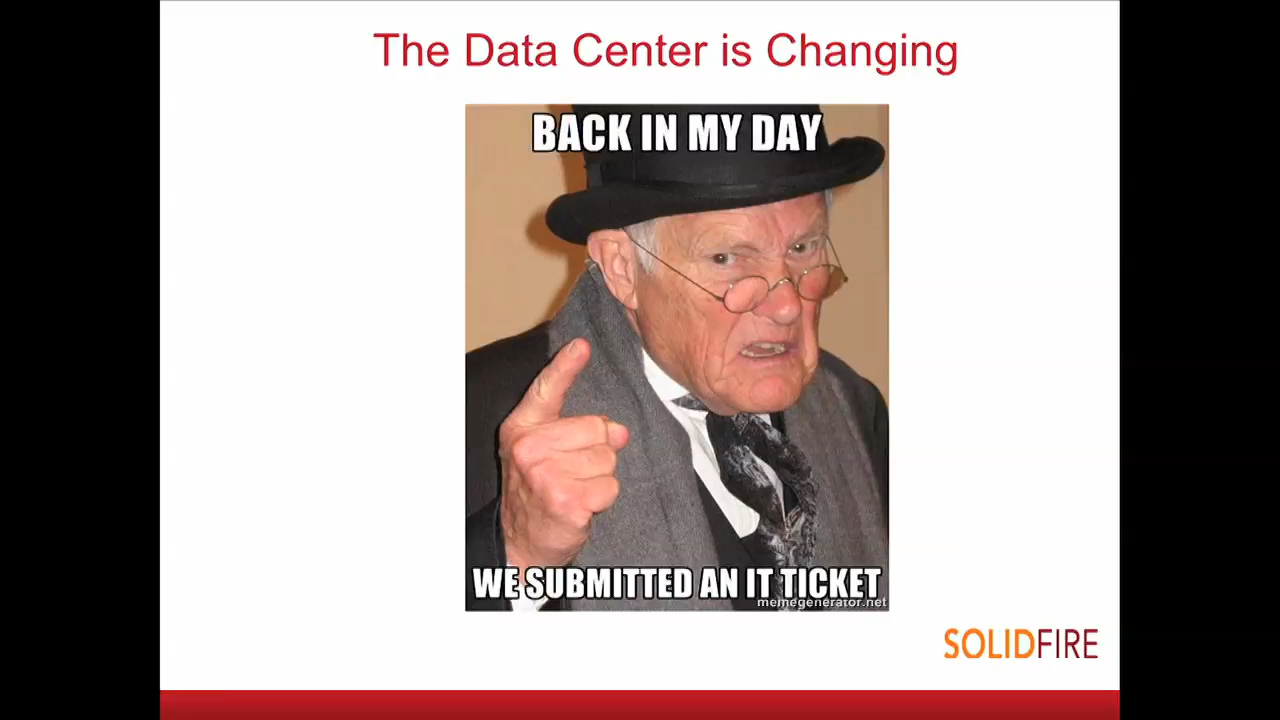 The Data Center is Changing
BACK IN MY DAY
WE SUBMITTED AN IT TICKET
memegenerator.net
SOLIDFIRE